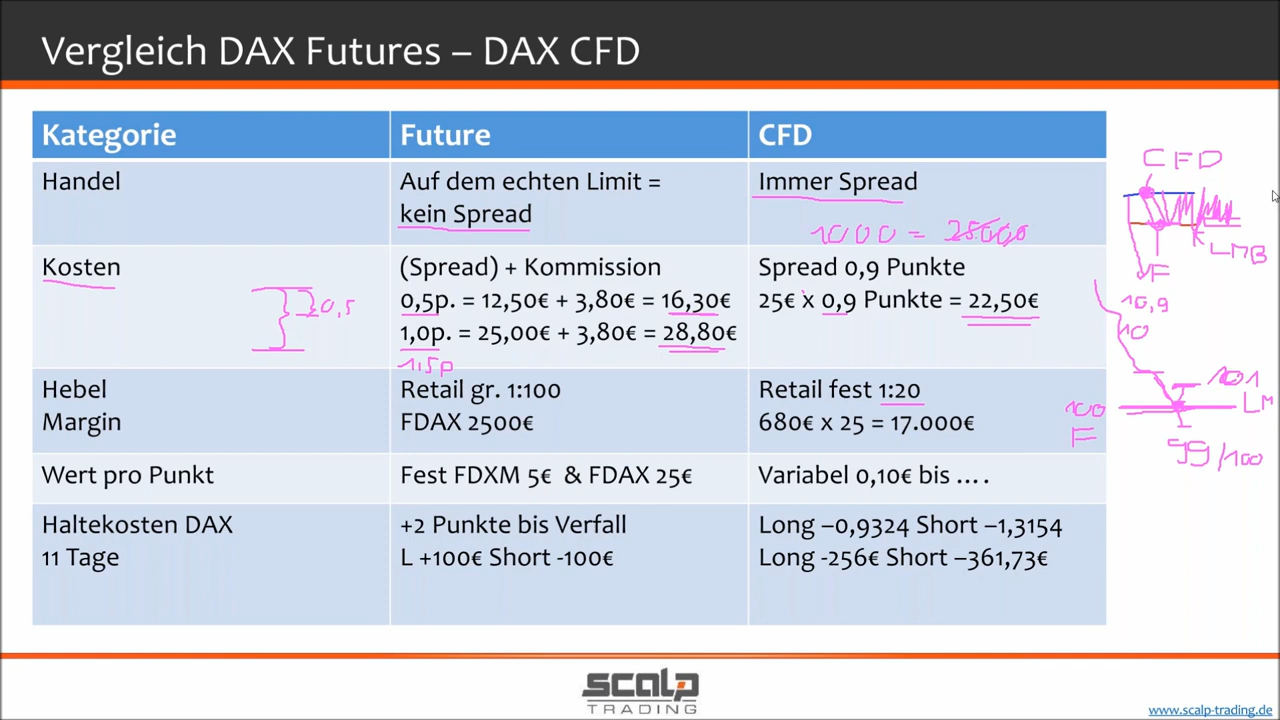 Vergleich DAX Futures – DAX CFD
Kategorie
Future
CFD
Handel
Auf dem echten Limit =
kein Spread
Immer Spread
1000 = 25000
Kosten
0,5
(Spread) + Kommission
0,5p. = 12,50€ + 3,80€ = 16,30€
1,0p. = 25,00€ + 3,80€ = 28,80€
1,5p
Spread 0,9 Punkte
25€ x 0,9 Punkte = 22,50€
Hebel
Margin
Retail gr. 1:100
FDAX 2500€
Retail fest 1:20
680€ x 25 = 17.000€
Wert pro Punkt
Fest FDXM 5€ & FDAX 25€
Variabel 0,10€ bis ….
Haltekosten DAX
11 Tage
+2 Punkte bis Verfall
L +100€ Short -100€
Long –0,9324 Short –1,3154
Long -256€ Short –361,73€
CFD
LMB
F
10,9
10
101
100
F
LM
99/100
SCALP
TRADING
www.scalp-trading.de